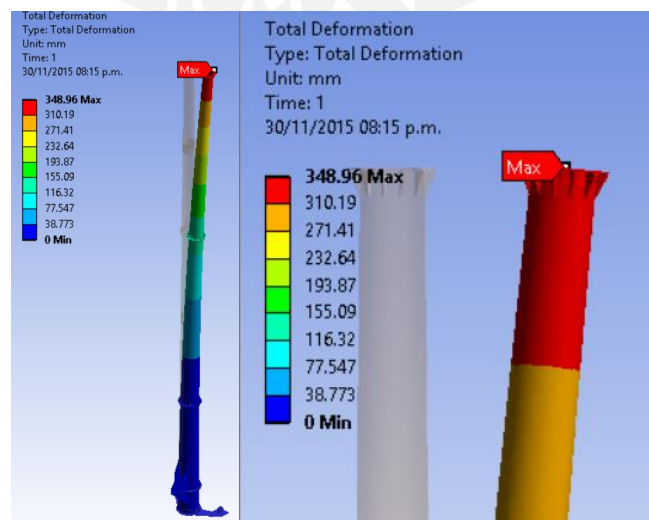 Total Deformation
Type: Total Deformation
Unit: mm
Time: 1
30/11/2015 08:15 p.m.
Max
348.96 Max
310.19
271.41
232.64
193.87
155.09
116.32
77.547
38.773
0 Min
Total Deformation
Type: Total Deformation
Unit: mm
Time: 1
30/11/2015 08:15 p.m.
Max
348.96 Max
310.19
271.41
232.64
193.87
155.09
116.32
77.547
38.773
0 Min